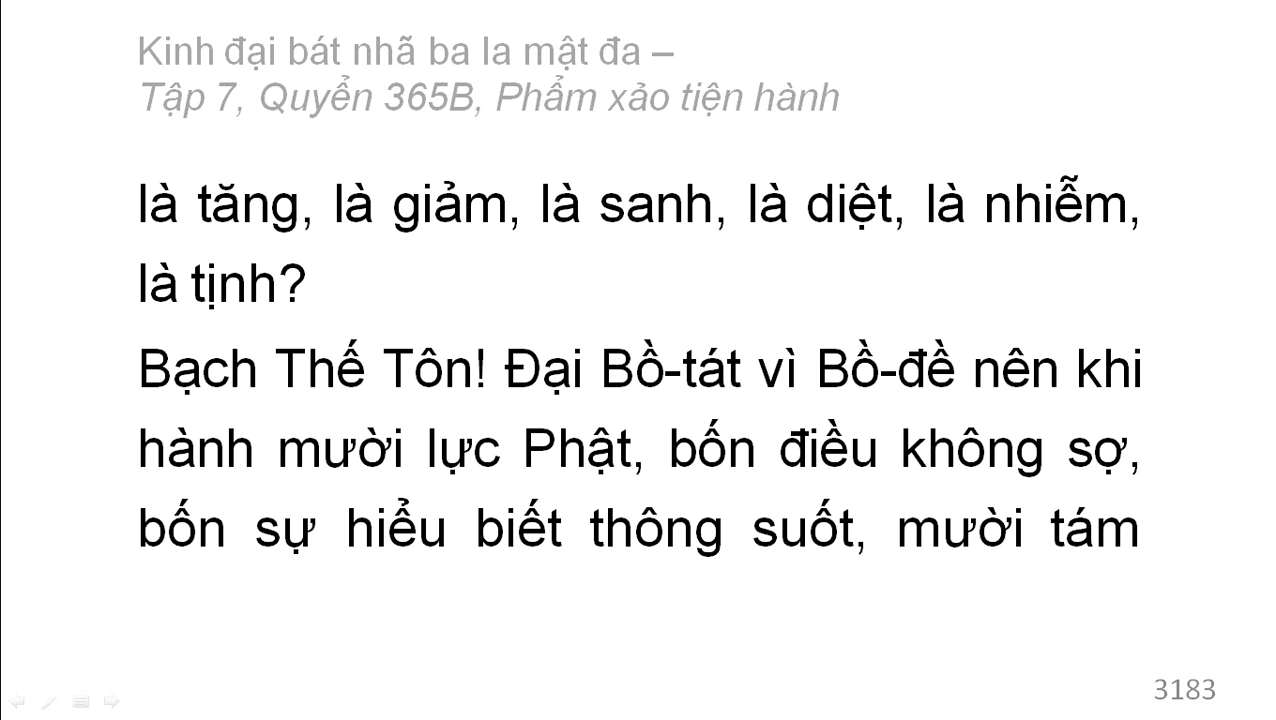 Kinh đại bát nhã ba la mật đa –
Tập 7, Quyển 365B, Phẩm xảo tiện hành
là tăng, là giảm, là sanh, là diệt, là nhiễm,
là tịnh?
Bạch Thế Tôn! Đại Bồ-tát vì Bồ-đề nên khi
hành mười lực Phật, bốn điều không sợ,
bốn sự hiểu biết thông suốt, mười tám
3183